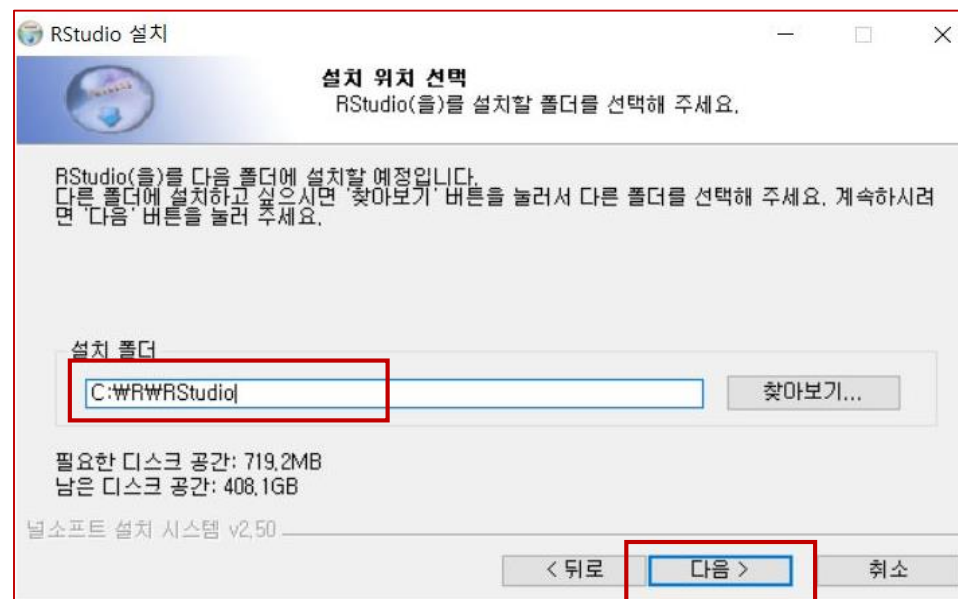 RStudio 설치
설치 위치 선택
RStudio(을)를 설치할 폴더를 선택해 주세요.
RStudio(을)를 다음 폴더에 설치할 예정입니다.
다른 폴더에 설치하고 싶으시면 '찾아보기' 버튼을 눌러서 다른 폴더를 선택해 주세요. 계속하시려
면 '다음' 버튼을 눌러 주세요.
설치 폴더
C:₩R₩RStudio
찾아보기...
필요한 디스크 공간: 719.2MB
남은 디스크 공간: 408.1GB
널소프트 설치 시스템 v2.50
< 뒤로
다음 >
취소